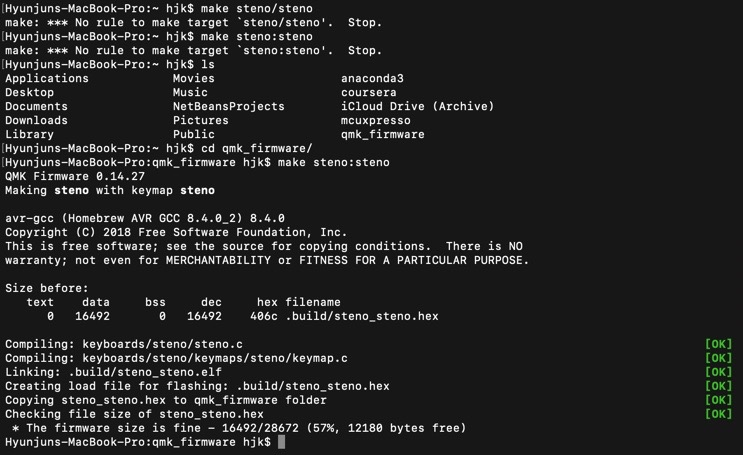 [Hyunjuns-MacBook-Pro:~ hjk$ make steno/steno
make: *** No rule to make target `steno/steno'.  Stop.
[Hyunjuns-MacBook-Pro:~ hjk$ make steno:steno
make: *** No rule to make target `steno:steno'.  Stop.
[Hyunjuns-MacBook-Pro:~ hjk$ ls
Applications            Movies                  anaconda3
Desktop                 Music                   coursera
Documents               NetBeansProjects        iCloud Drive (Archive)
Downloads               Pictures                mcuxpresso
Library                 Public                  qmk_firmware
[Hyunjuns-MacBook-Pro:~ hjk$ cd qmk_firmware/
[Hyunjuns-MacBook-Pro:qmk_firmware hjk$ make steno:steno
QMK Firmware 0.14.27
Making steno with keymap steno
avr-gcc (Homebrew AVR GCC 8.4.0_2) 8.4.0
Copyright (C) 2018 Free Software Foundation, Inc.
This is free software; see the source for copying conditions.  There is NO
warranty; not even for MERCHANTABILITY or FITNESS FOR A PARTICULAR PURPOSE.
Size before:
   text    data     bss     dec     hex filename
      0   16492       0   16492    406c .build/steno_steno.hex
Compiling: keyboards/steno/steno.c [OK]
Compiling: keyboards/steno/keymaps/steno/keymap.c [OK]
Linking: .build/steno_steno.elf [OK]
Creating load file for flashing: .build/steno_steno.hex [OK]
Copying steno_steno.hex to qmk_firmware folder [OK]
Checking file size of steno_steno.hex [OK]
 * The firmware size is fine - 16492/28672 (57%, 12180 bytes free)
Hyunjuns-MacBook-Pro:qmk_firmware hjk$